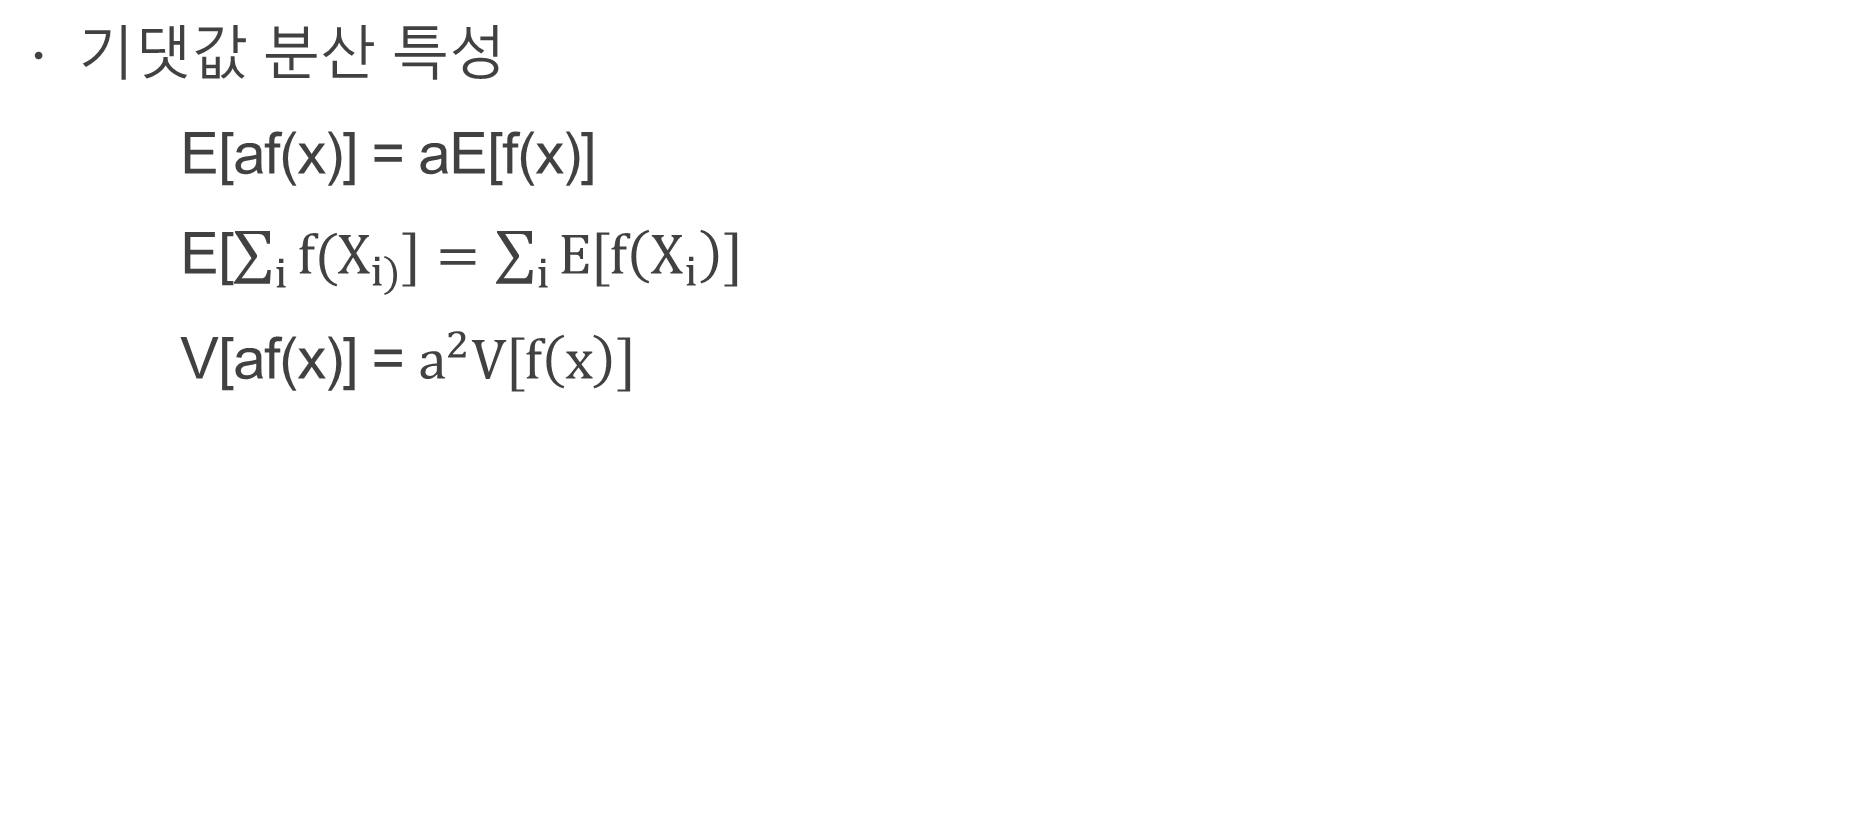 · 기댓값 분산 특성
E[af(x)] = aE[f(x)]
E[∑ᵢ f(Xᵢ₎] = ∑ᵢ E[f(Xᵢ)]
V[af(x)] = a²V[f(x)]